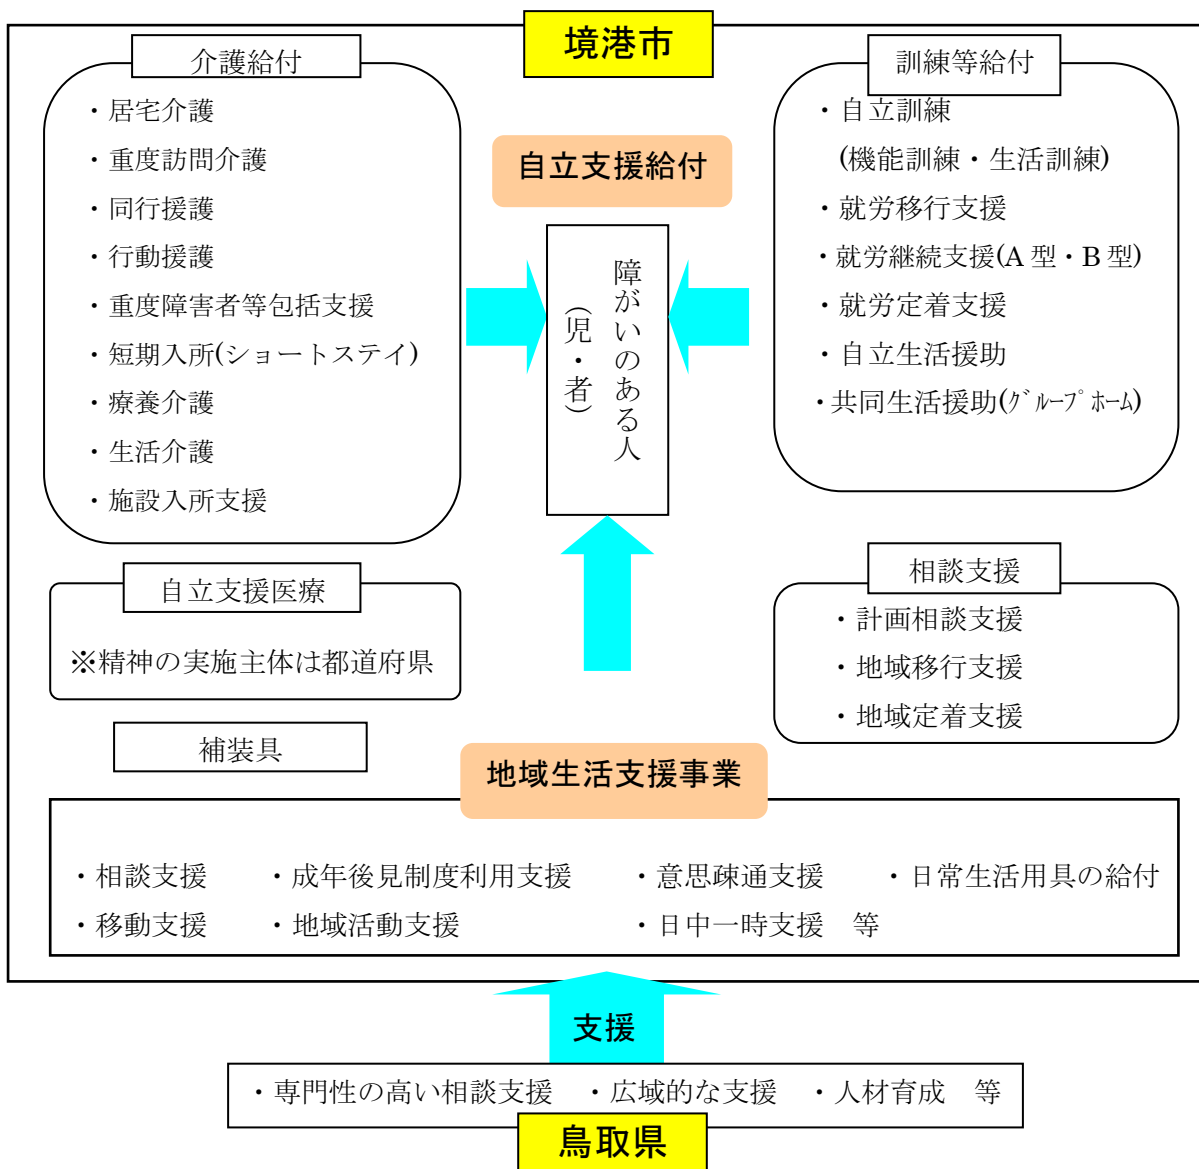 境港市
介護給付
・居宅介護
・重度訪問介護
・同行援護
・行動援護
・重度障害者等包括支援
・短期入所(ショートステイ)
・療養介護
・生活介護
・施設入所支援
自立支援給付
障がいのある人
(児・者)
訓練等給付
・自立訓練
(機能訓練・生活訓練)
・就労移行支援
・就労継続支援(A型・B型)
・就労定着支援
・自立生活援助
・共同生活援助(ｸﾞﾙｰﾌﾟﾎｰﾑ)
自立支援医療
※精神の実施主体は都道府県
補装具
相談支援
・計画相談支援
・地域移行支援
・地域定着支援
地域生活支援事業
・相談支援　・成年後見制度利用支援　・意思疎通支援　・日常生活用具の給付
・移動支援　・地域活動支援　・日中一時支援　等
支援
・専門性の高い相談支援　・広域的な支援　・人材育成　等
鳥取県